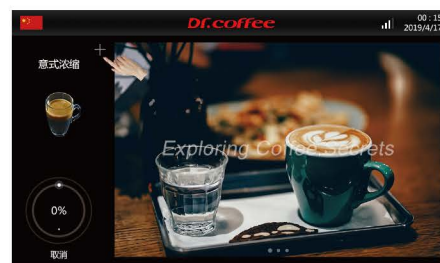 Dr.coffee
00 : 15
2019/4/17
意式浓缩
Exploring Coffee Secrets
0%
取消